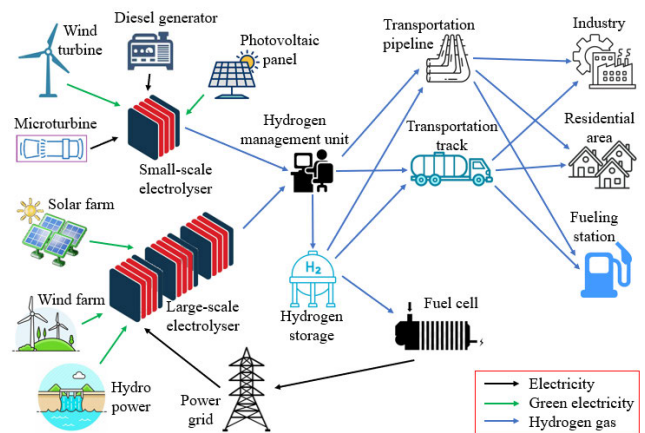 Wind
turbine
Diesel generator
Photovoltaic
panel
Transportation
pipeline
Industry
Microturbine
Small-scale
electrolyser
Hydrogen
management unit
Transportation
track
Residential
area
Solar farm
Fueling
station
Wind farm
Large-scale
electrolyser
H2
Hydrogen
storage
Fuel cell
Hydro
power
Power
grid
Electricity
Green electricity
Hydrogen gas